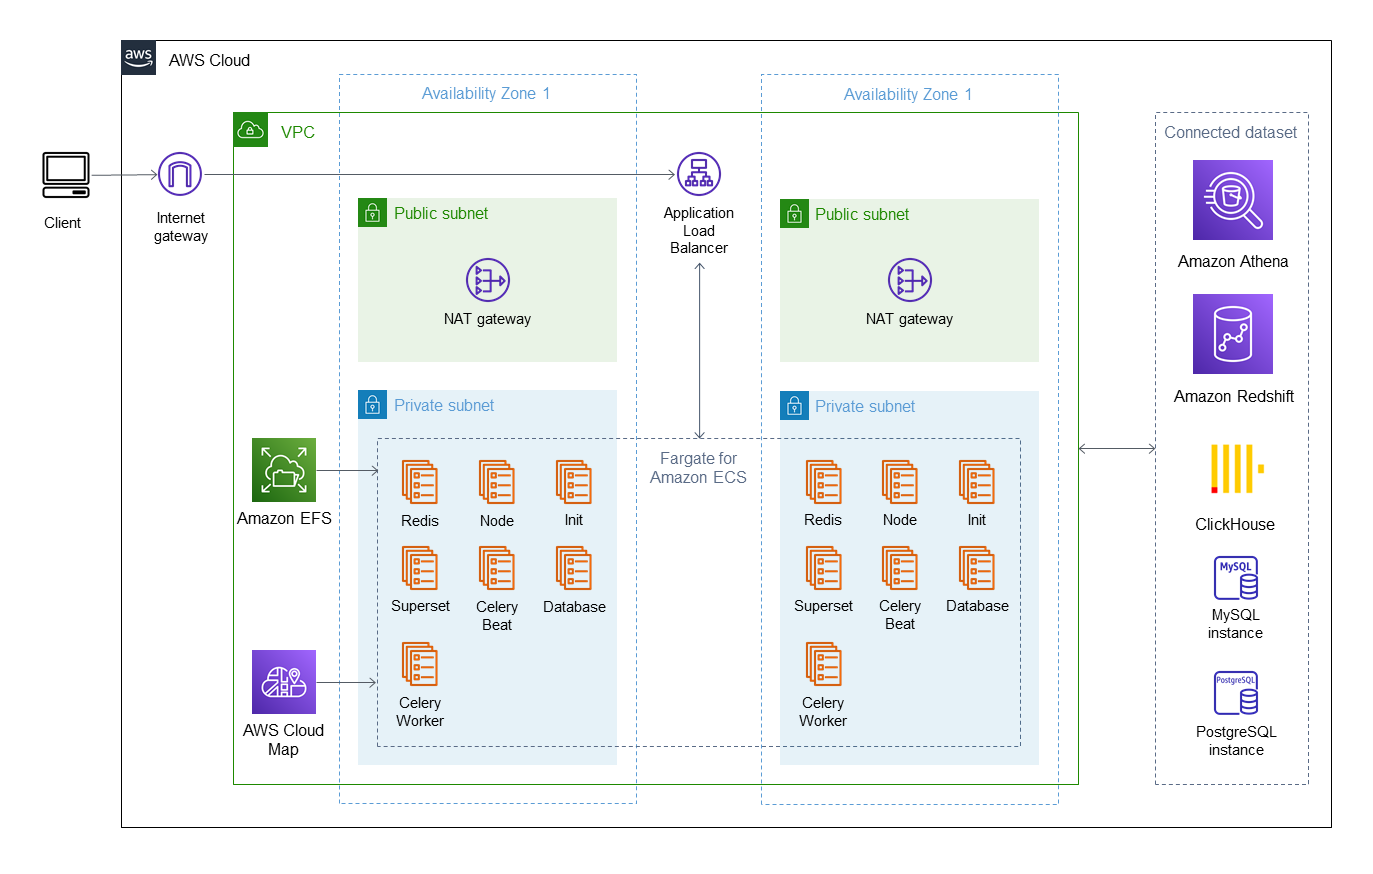 aws
AWS Cloud
Availability Zone 1
Availability Zone 1
VPC
Connected dataset
Client
Internet
gateway
Application
Load
Balancer
Public subnet
NAT gateway
Public subnet
NAT gateway
Amazon Athena
Amazon Redshift
Private subnet
Private subnet
Fargate for
Amazon ECS
Amazon EFS
Redis
Node
Init
Superset
Celery
Beat
Database
Celery
Worker
Redis
Node
Init
Superset
Celery
Beat
Database
Celery
Worker
AWS Cloud
Map
ClickHouse
MySQL
MySQL
instance
PostgreSQL
PostgreSQL
instance